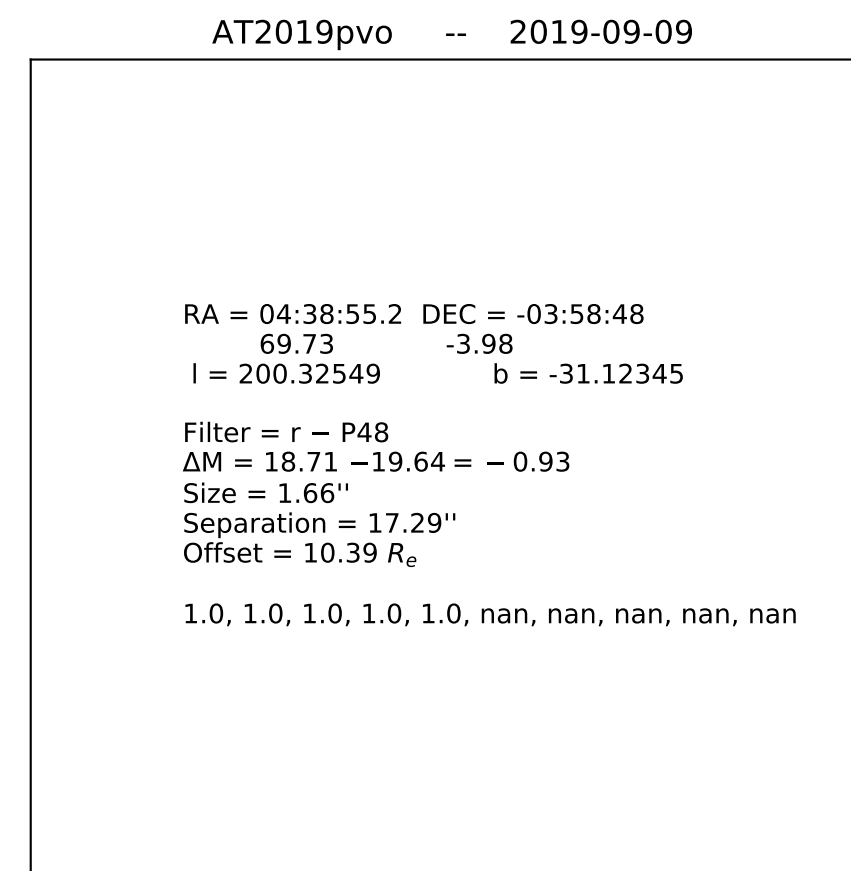 AT2019pvo -- 2019-09-09
RA = 04:38:55.2 DEC = -03:58:48
69.73 -3.98
l = 200.32549 b = -31.12345
Filter = r − P48
ΔM = 18.71 −19.64 = − 0.93
Size = 1.66''
Separation = 17.29''
Offset = 10.39 Re
1.0, 1.0, 1.0, 1.0, 1.0, nan, nan, nan, nan, nan